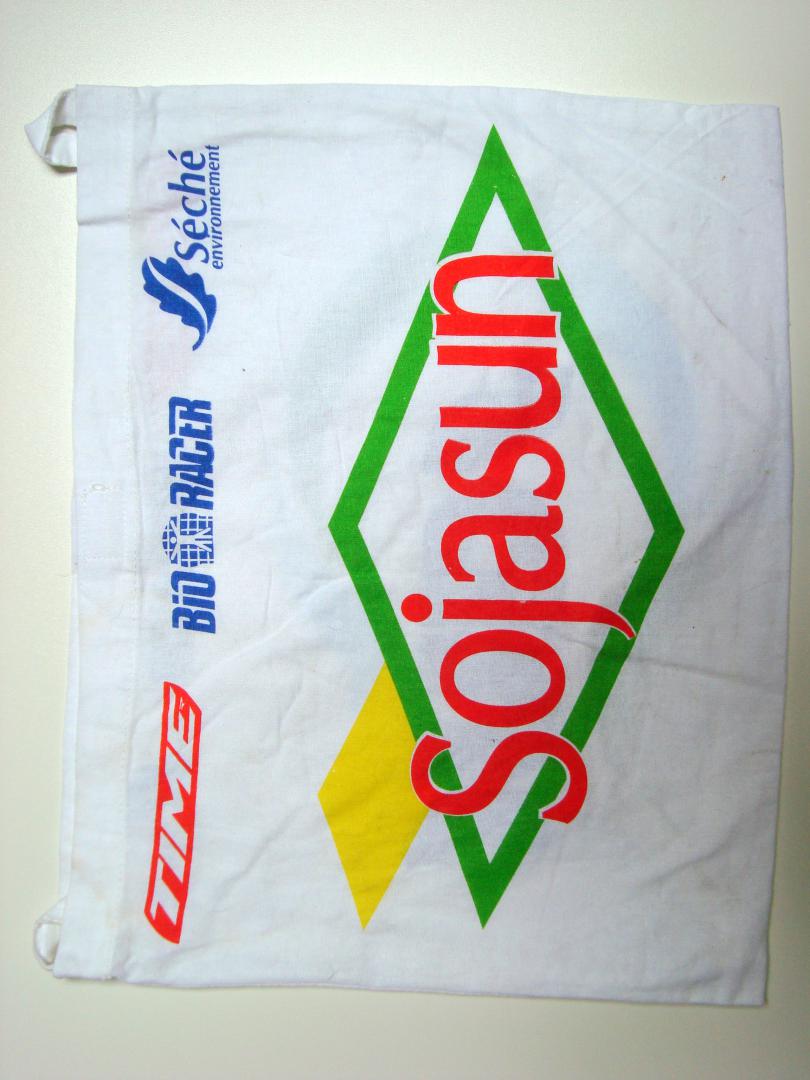 TIME
BiO RACER
Séché
environnement
Sojasun